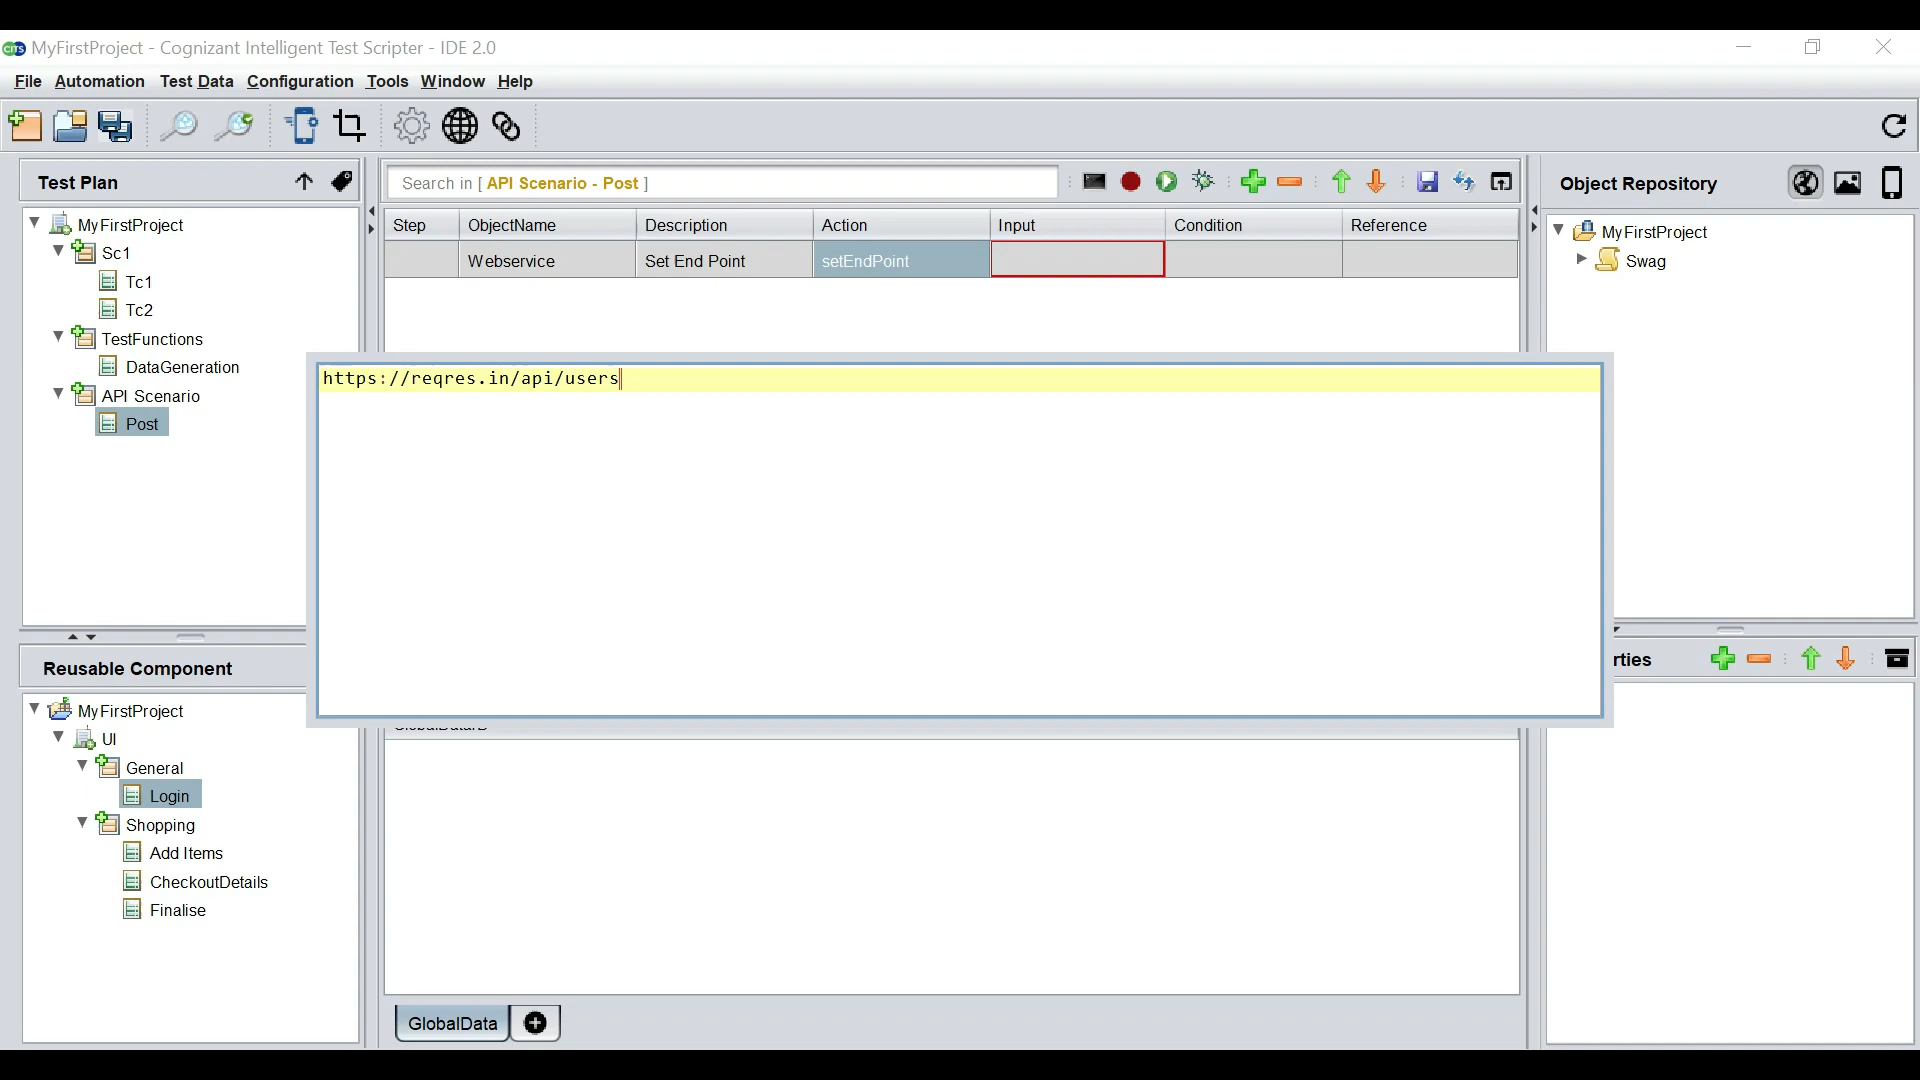 CITS MyFirstProject - Cognizant Intelligent Test Scripter - IDE 2.0
File Automation Test Data Configuration Tools Window Help
Test Plan
Search in [ API Scenario - Post ]
Object Repository
Step ObjectName Description Action Input Condition Reference
Webservice Set End Point setEndPoint
MyFirstProject
Sc1
Tc1
Tc2
TestFunctions
DataGeneration
API Scenario
Post
MyFirstProject
Swag
https://reqres.in/api/users
Reusable Component
rties
MyFirstProject
UI
General
Login
Shopping
Add Items
CheckoutDetails
Finalise
GlobalData